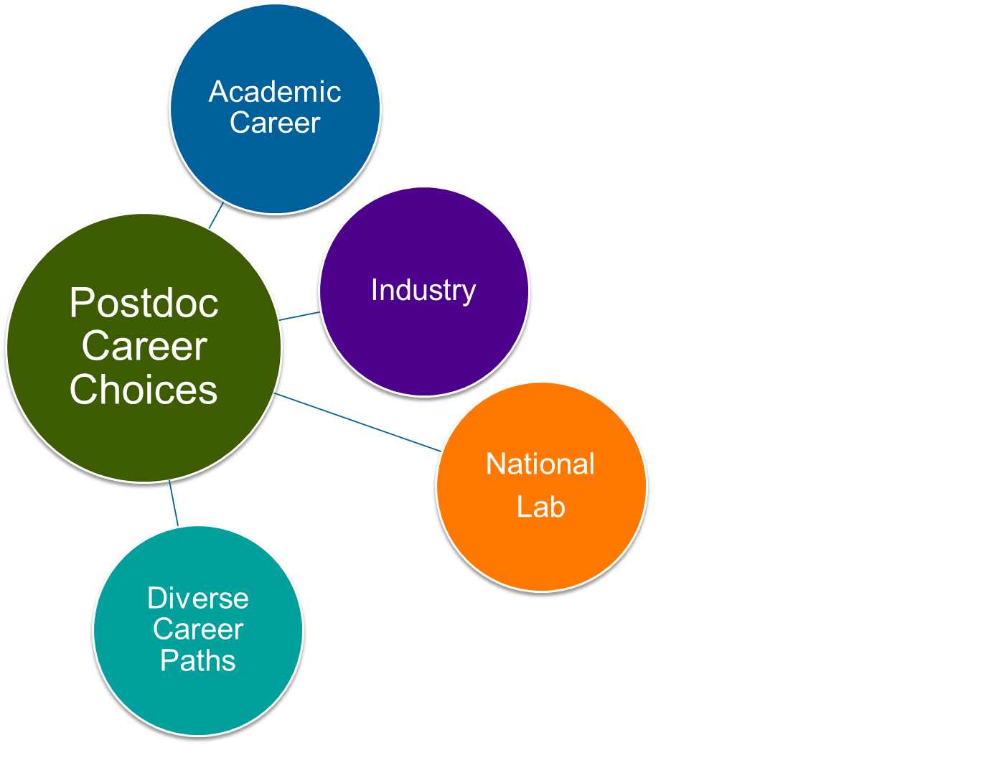 Academic
Career
Industry
Postdoc
Career
Choices
National
Lab
Diverse
Career
Paths